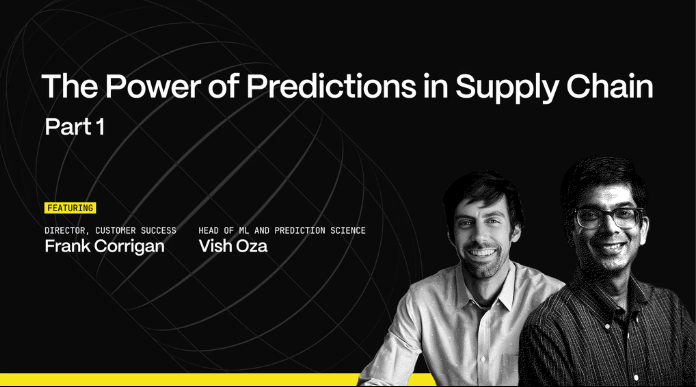 The Power of Predictions in Supply Chain
Part 1
FEATURING
DIRECTOR, CUSTOMER SUCCESS
Frank Corrigan
HEAD OF ML AND PREDICTION SCIENCE
Vish Oza